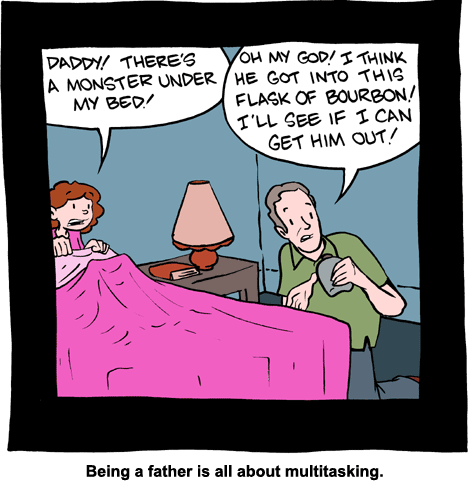 DADDY! THERE'S
A MONSTER UNDER
MY BED!
OH MY GOD! I THINK
HE GOT INTO THIS
FLASK OF BOURBON!
I'LL SEE IF I CAN
GET HIM OUT!
Being a father is all about multitasking.